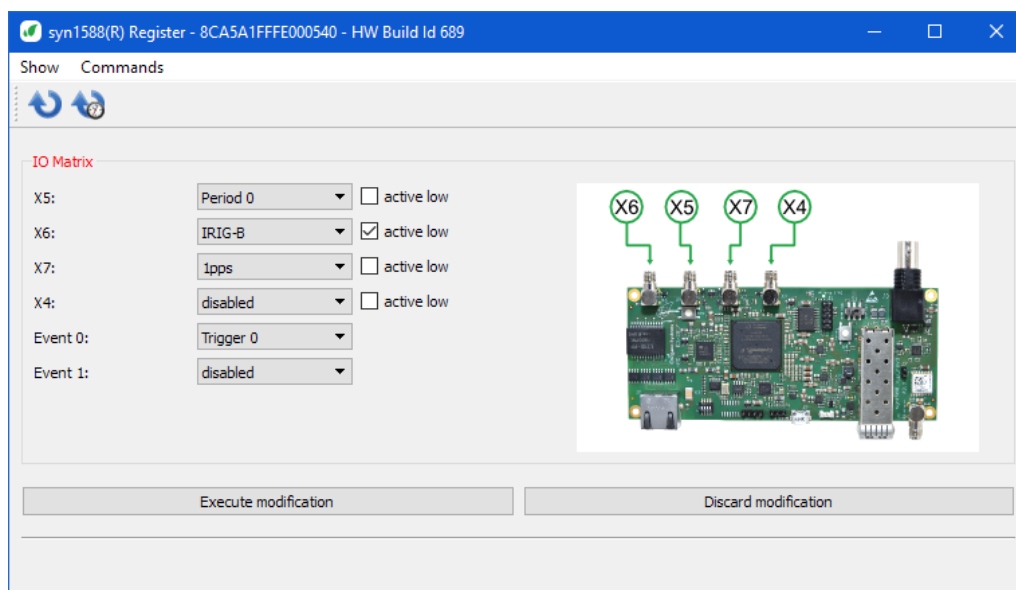 syn1588(R) Register - 8CA5A1FFFE000540 - HW Build Id 689
Show Commands
IO Matrix
X5: Period 0 active low
X6: IRIG-B active low
X7: 1pps active low
X4: disabled active low
Event 0: Trigger 0
Event 1: disabled
X6 X5 X7 X4
Execute modification Discard modification